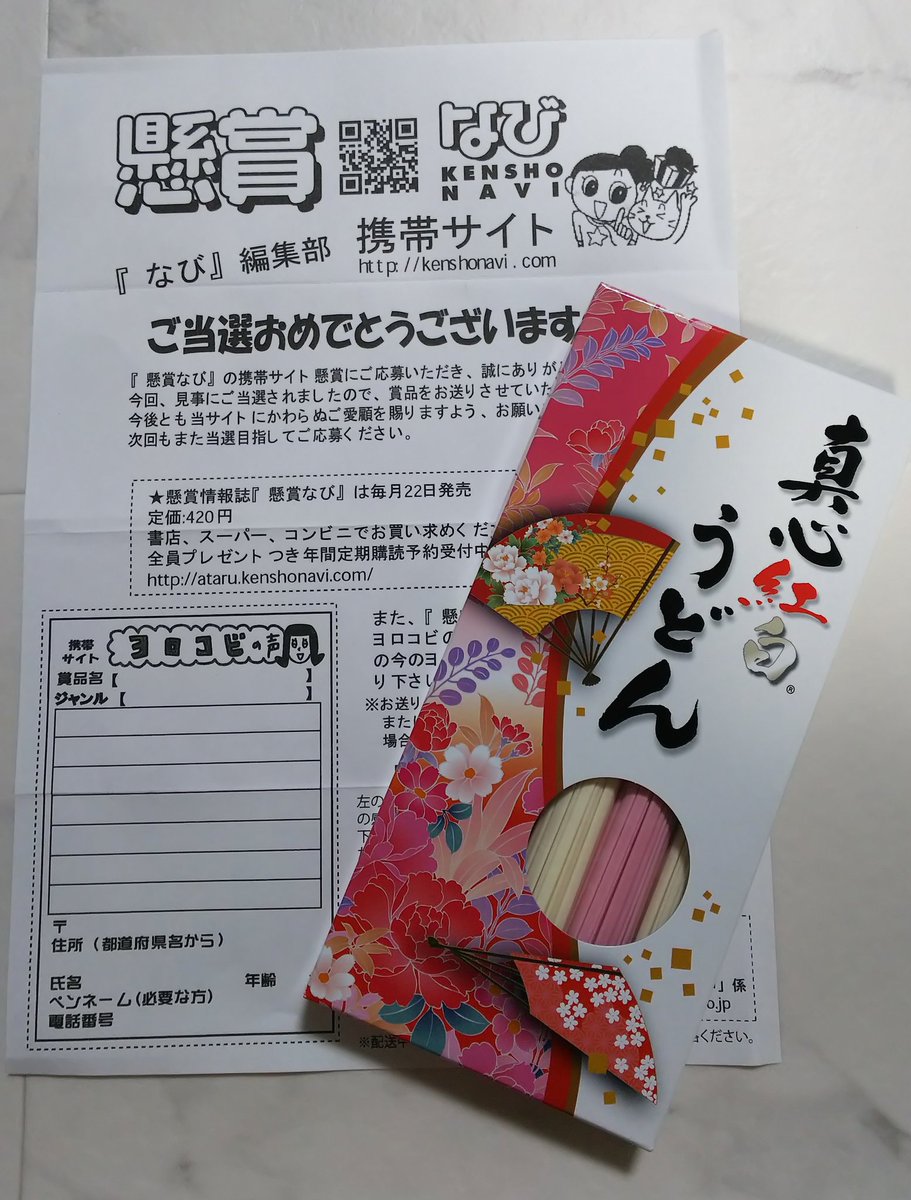 懸賞
なび
KENSHO
NAVI
『なび』編集部
携帯サイト
http://kenshonavi.com
ご当選おめでとうございます
『懸賞なび』の携帯サイト懸賞にご応募いただき、誠にありが
今回、見事にご当選されましたので、賞品をお送りさせていた
今後とも当サイトにかわらぬご愛顧を賜りますよう、お願い
次回もまた当選目指してご応募ください。
★懸賞情報誌『懸賞なび』は毎月22日発売
定価:420円
書店、スーパー、コンビニでお買い求めくだ
全員プレゼントつき年間定期購読予約受付中
http://ataru.kenshonavi.com/
携帯サイト
ヨロコビの声
賞品名【 】
ジャンル【 】
〒
住所(都道府県名から)
氏名 年齢
ペンネーム(必要な方)
電話番号
また、『懸
ヨロコビの
の今のヨ
り下さい
※お送り
また
場合
左の
の
下
※配送
」係
o.jp
ください。
真心
紅白
うどん
®